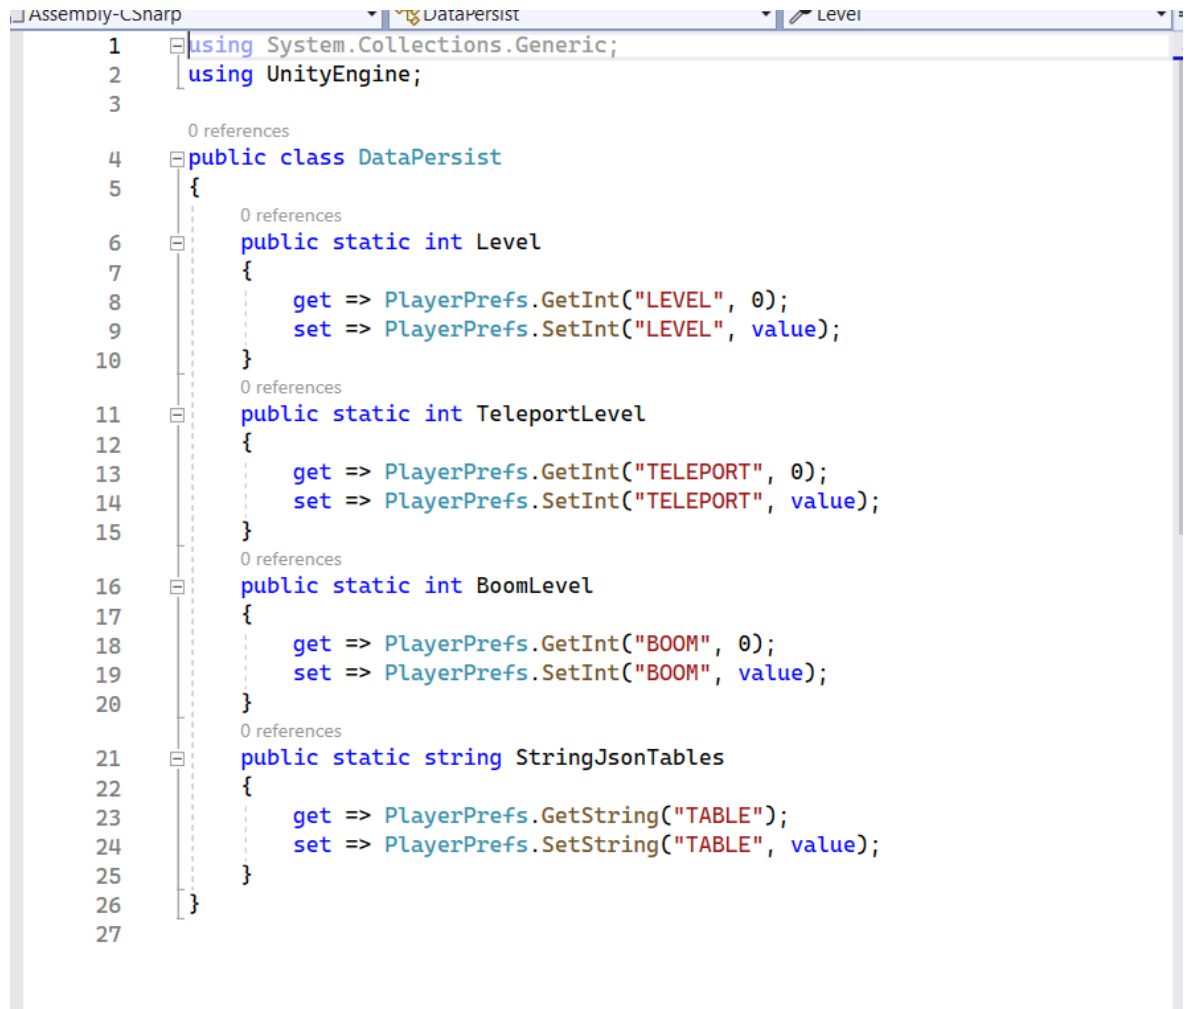 Assembly-CSharp DataPersist Level
1 using System.Collections.Generic;
2 using UnityEngine;
3
0 references
4 public class DataPersist
5 {
0 references
6 public static int Level
7 {
8 get => PlayerPrefs.GetInt("LEVEL", 0);
9 set => PlayerPrefs.SetInt("LEVEL", value);
10 }
0 references
11 public static int TeleportLevel
12 {
13 get => PlayerPrefs.GetInt("TELEPORT", 0);
14 set => PlayerPrefs.SetInt("TELEPORT", value);
15 }
0 references
16 public static int BoomLevel
17 {
18 get => PlayerPrefs.GetInt("BOOM", 0);
19 set => PlayerPrefs.SetInt("BOOM", value);
20 }
0 references
21 public static string StringJsonTables
22 {
23 get => PlayerPrefs.GetString("TABLE");
24 set => PlayerPrefs.SetString("TABLE", value);
25 }
26 }
27